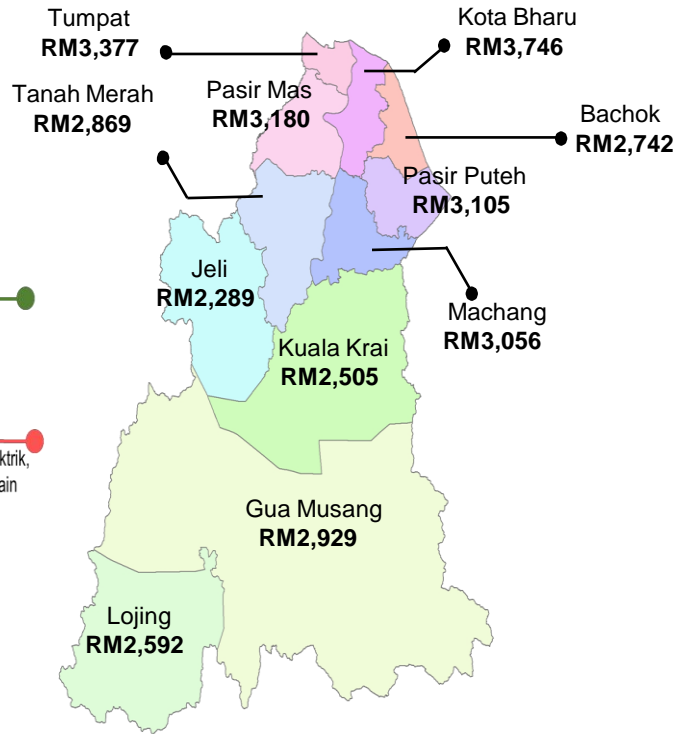 Tumpat
RM3,377
Kota Bharu
RM3,746
Tanah Merah
RM2,869
Pasir Mas
RM3,180
Bachok
RM2,742
Pasir Puteh
RM3,105
Jeli
RM2,289
Machang
RM3,056
Kuala Krai
RM2,505
ktrik,
ain
Gua Musang
RM2,929
Lojing
RM2,592